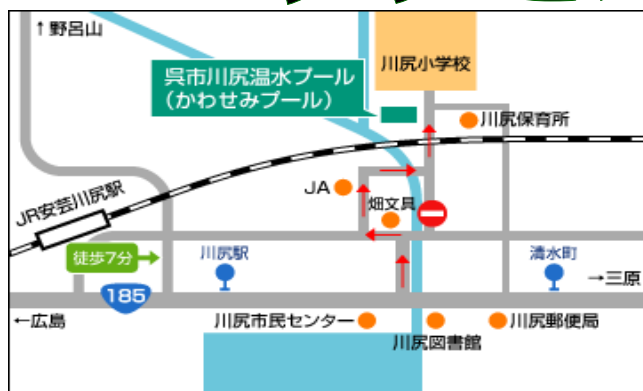 ↑野呂山
川尻小学校
呉市川尻温水プール
(かわせみプール)
川尻保育所
JA
畑文具
JR安芸川尻駅
徒歩7分
川尻駅
清水町
→三原
185
←広島
川尻市民センター
川尻図書館
川尻郵便局